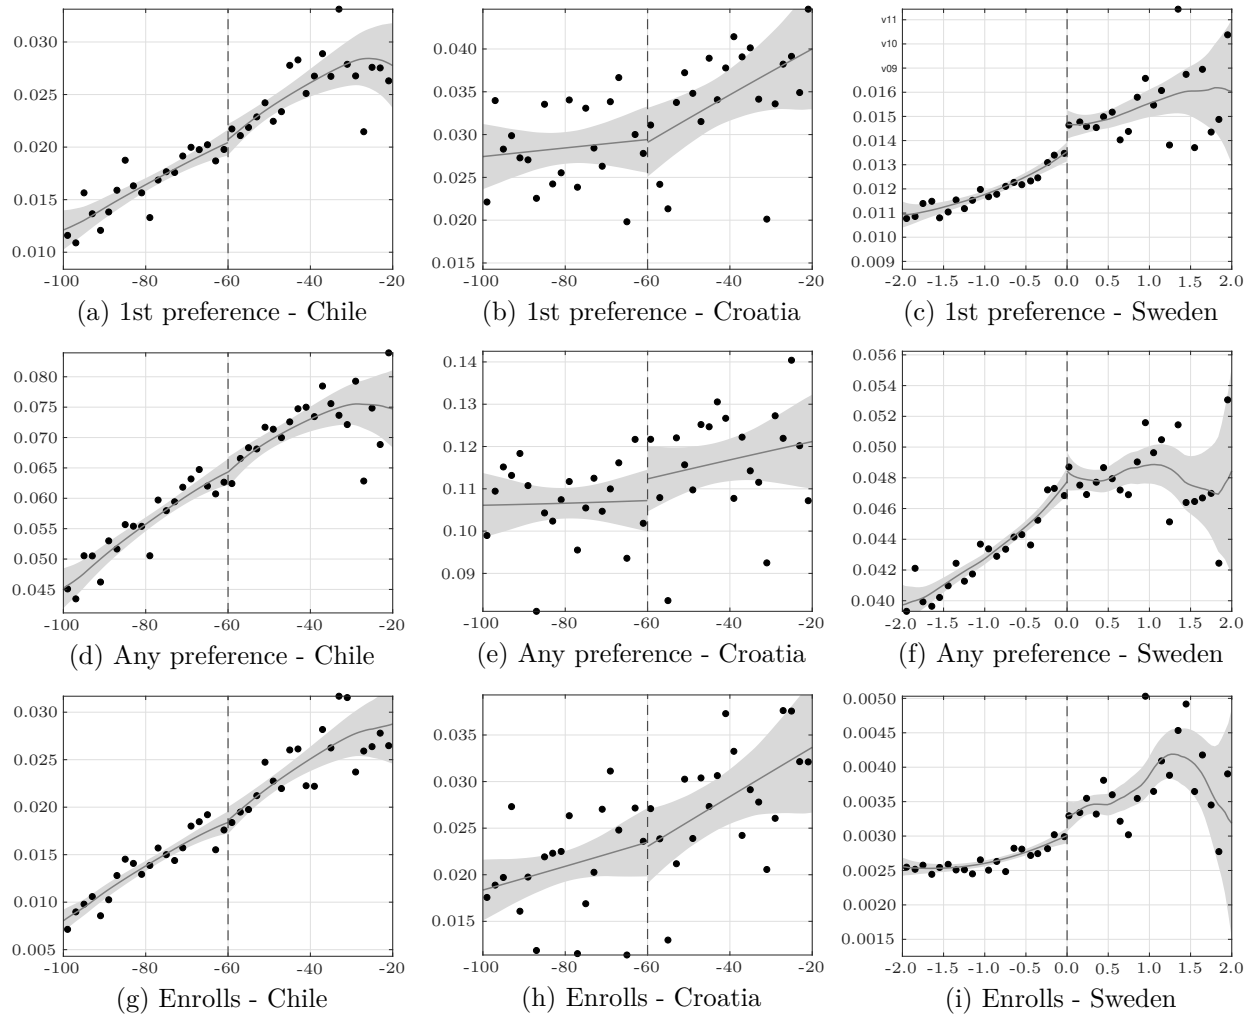 0.030
0.025
0.020
0.015
0.010
-100 -80 -60 -40 -20
(a) 1st preference - Chile
0.040
0.035
0.030
0.025
0.020
0.015
-100 -80 -60 -40 -20
(b) 1st preference - Croatia
v11
v10
v09
0.016
0.015
0.013
0.012
0.011
0.010
0.009
-2.0 -1.5 -1.0 -0.5 0.0 0.5 1.0 1.5 2.0
(c) 1st preference - Sweden
0.080
0.075
0.070
0.065
0.060
0.055
0.050
0.045
-100 -80 -60 -40 -20
(d) Any preference - Chile
0.14
0.13
0.12
0.11
0.10
0.09
-100 -80 -60 -40 -20
(e) Any preference - Croatia
0.056
0.054
0.052
0.050
0.048
0.046
0.044
0.042
0.040
-2.0 -1.5 -1.0 -0.5 0.0 0.5 1.0 1.5 2.0
(f) Any preference - Sweden
0.030
0.025
0.020
0.015
0.010
0.005
-100 -80 -60 -40 -20
(g) Enrolls - Chile
0.035
0.030
0.025
0.020
0.015
-100 -80 -60 -40 -20
(h) Enrolls - Croatia
0.0050
0.0045
0.0040
0.0035
0.0030
0.0025
0.0020
0.0015
-2.0 -1.5 -1.0 -0.5 0.0 0.5 1.0 1.5 2.0
(i) Enrolls - Sweden